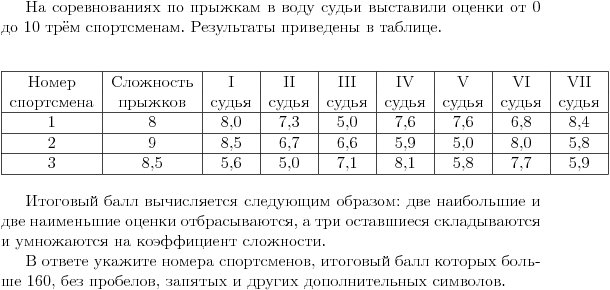 На соревнованиях по прыжкам в воду судьи выставили оценки от 0
до 10 трём спортсменам. Результаты приведены в таблице.
Номер спортсмена Сложность прыжков I судья II судья III судья IV судья V судья VI судья VII судья
1 8 8,0 7,3 5,0 7,6 7,6 6,8 8,4
2 9 8,5 6,7 6,6 5,9 5,0 8,0 5,8
3 8,5 5,6 5,0 7,1 8,1 5,8 7,7 5,9
Итоговый балл вычисляется следующим образом: две наибольшие и
две наименьшие оценки отбрасываются, а три оставшиеся складываются
и умножаются на коэффициент сложности.
В ответе укажите номера спортсменов, итоговый балл которых боль-
ше 160, без пробелов, запятых и других дополнительных символов.